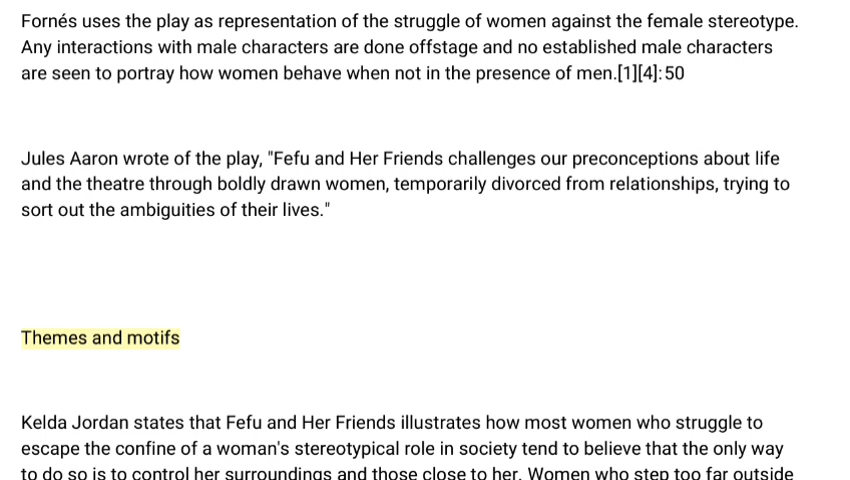 Fornés uses the play as representation of the struggle of women against the female stereotype.
Any interactions with male characters are done offstage and no established male characters
are seen to portray how women behave when not in the presence of men.[1][4]:50
Jules Aaron wrote of the play, "Fefu and Her Friends challenges our preconceptions about life
and the theatre through boldly drawn women, temporarily divorced from relationships, trying to
sort out the ambiguities of their lives."
Themes and motifs
Kelda Jordan states that Fefu and Her Friends illustrates how most women who struggle to
escape the confine of a woman's stereotypical role in society tend to believe that the only way
to do so is to control her surroundings and those close to her. Women who step too far outside